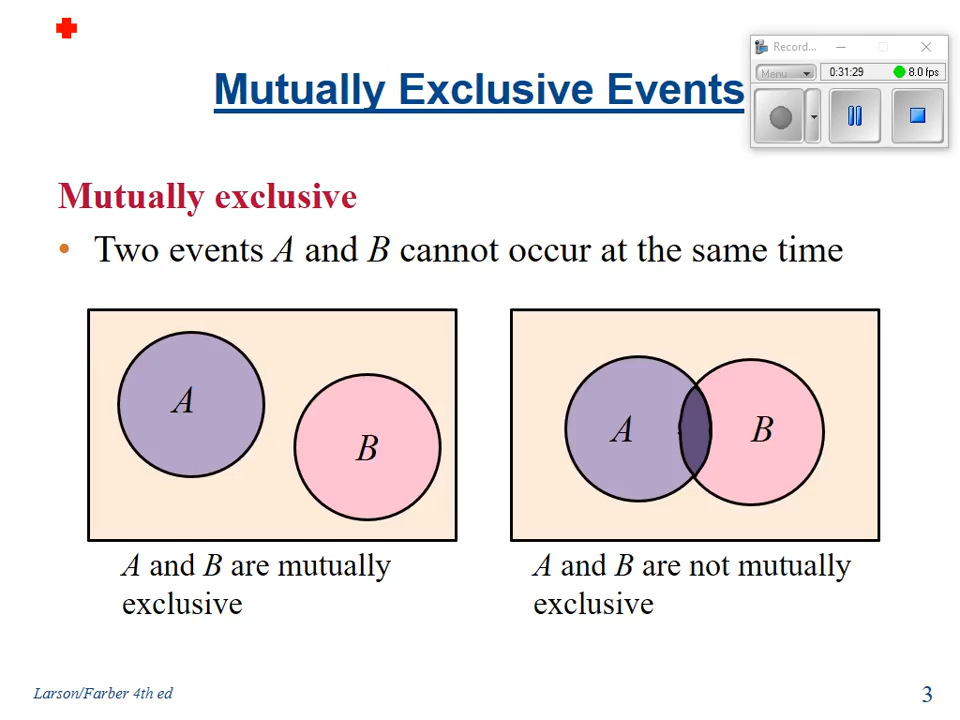 Record...
Menu
0:31:29
8.0 fps
Mutually Exclusive Events
Mutually exclusive
• Two events A and B cannot occur at the same time
A
B
A
B
A and B are mutually
exclusive
A and B are not mutually
exclusive
Larson/Farber 4th ed
3